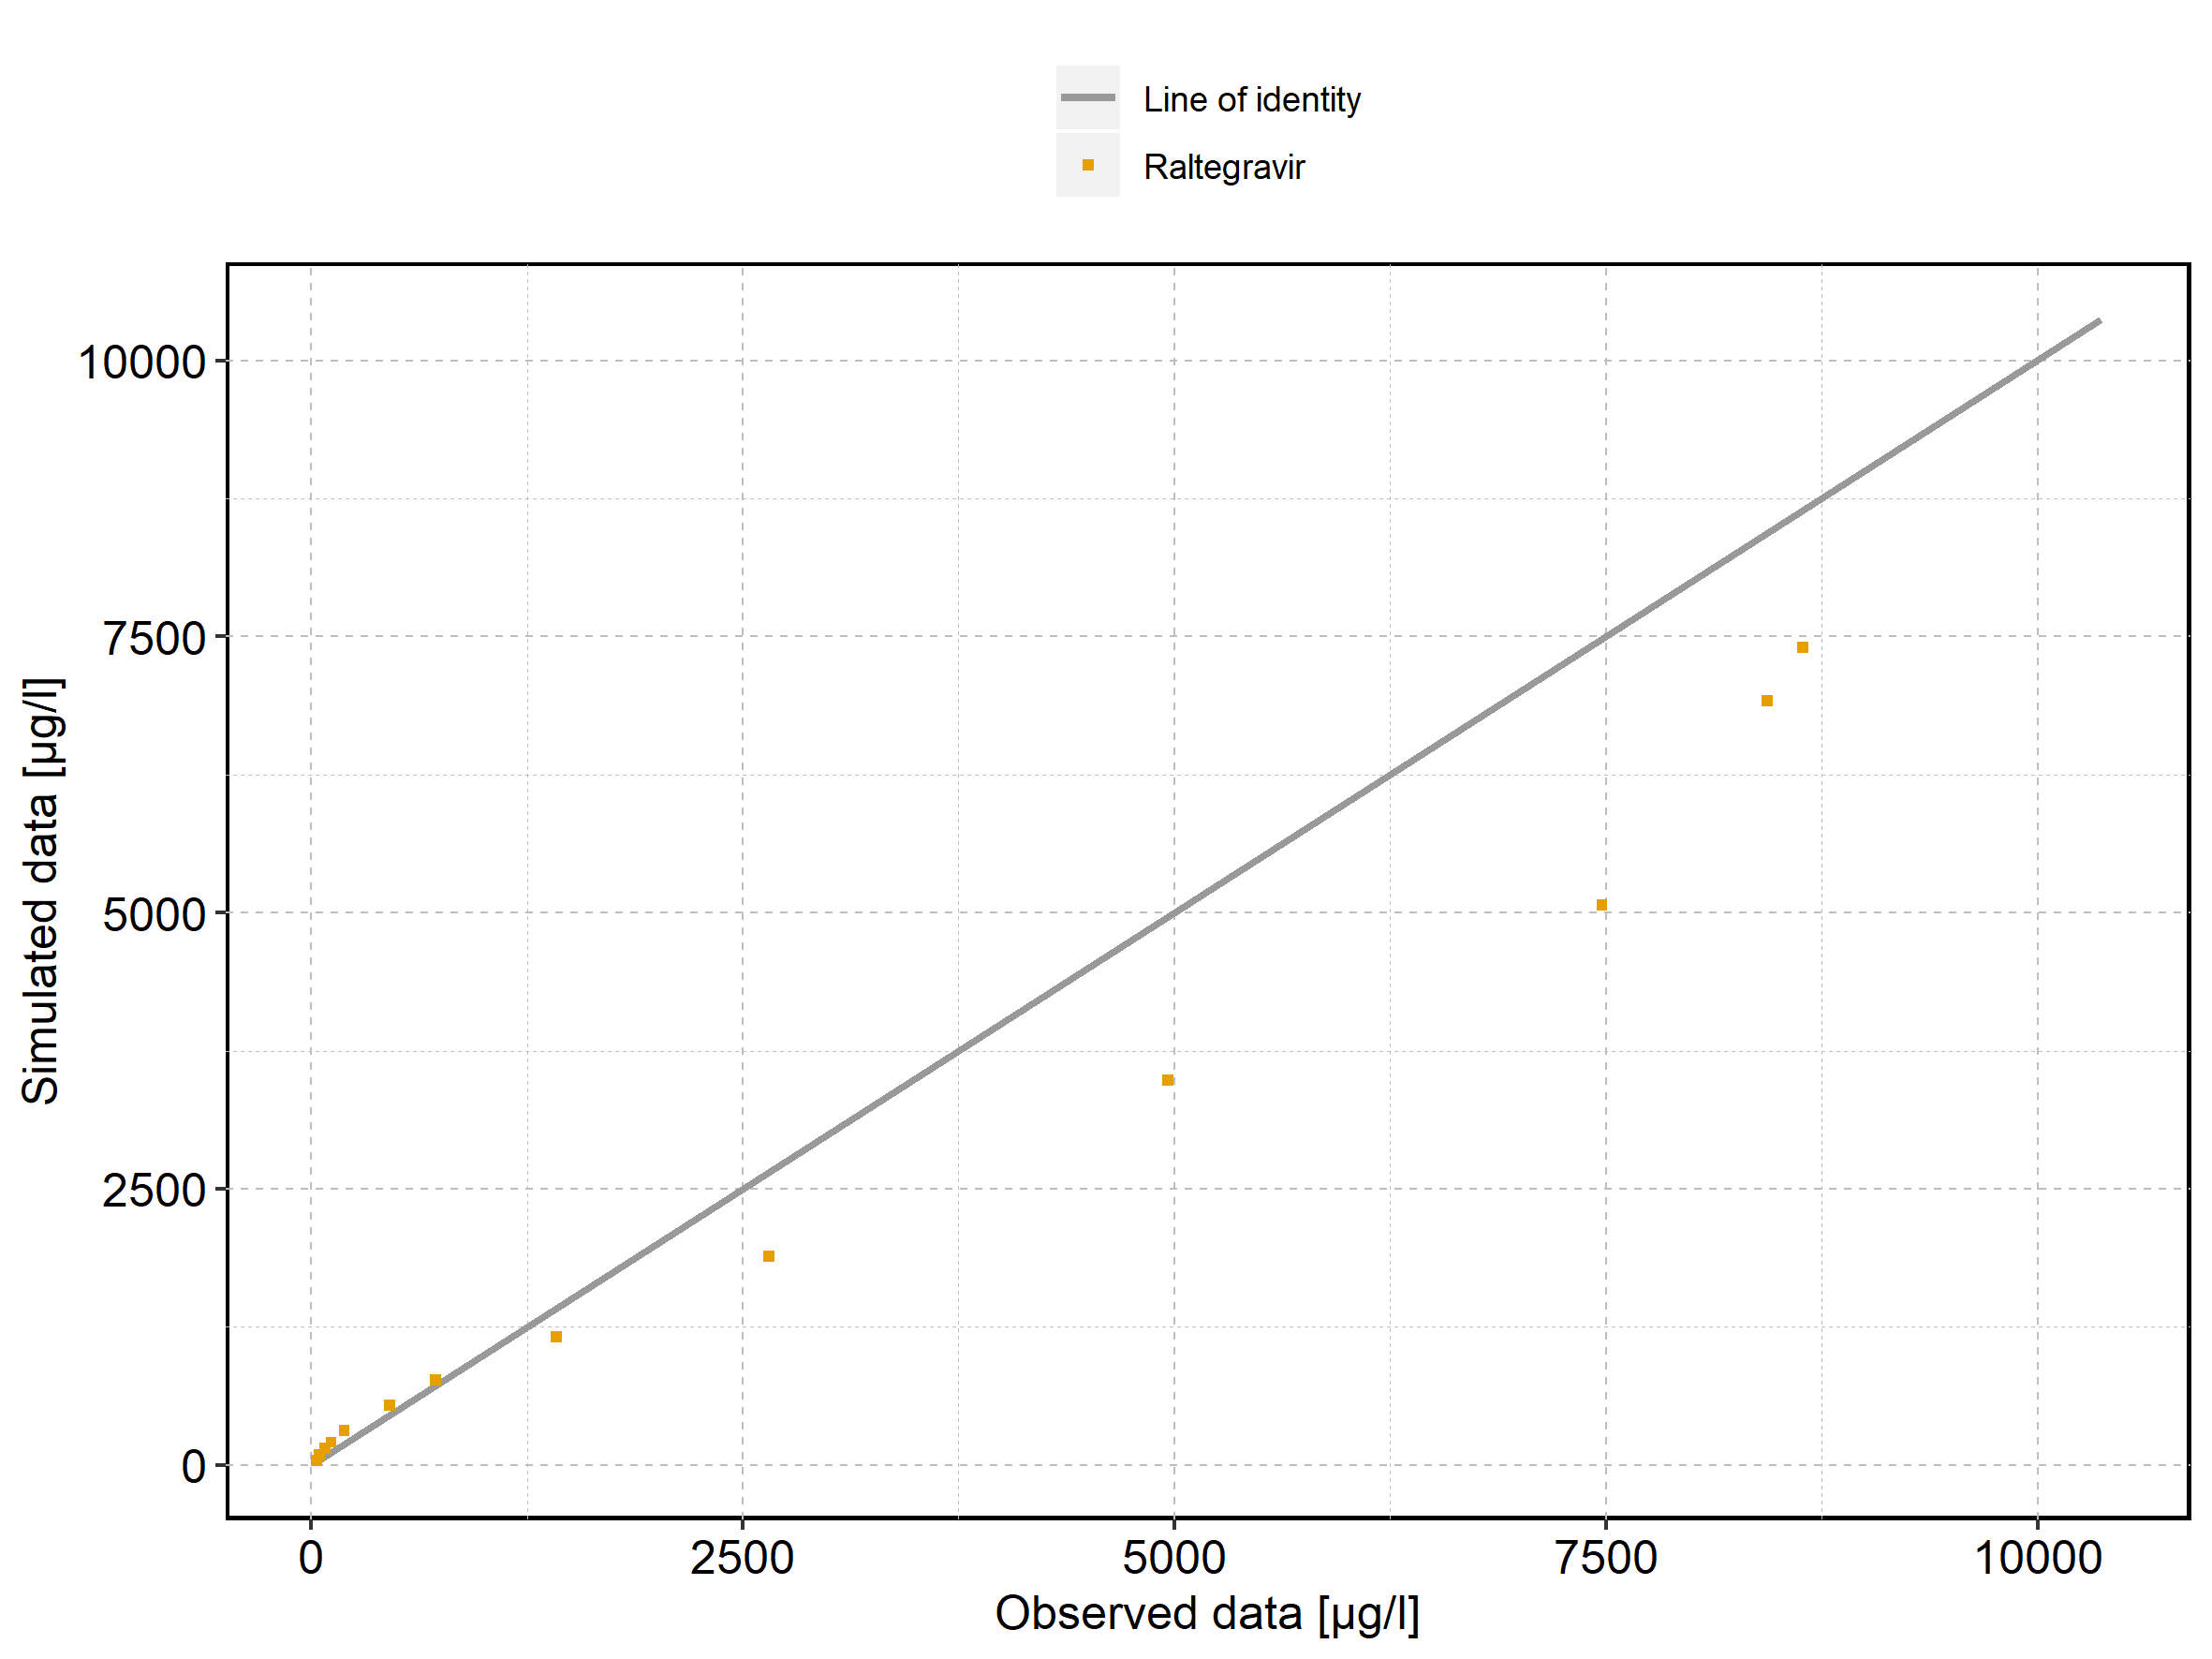 Line of identity
Raltegravir
10000
7500
5000
2500
0
Simulated data [µg/l]
0 2500 5000 7500 10000
Observed data [µg/l]